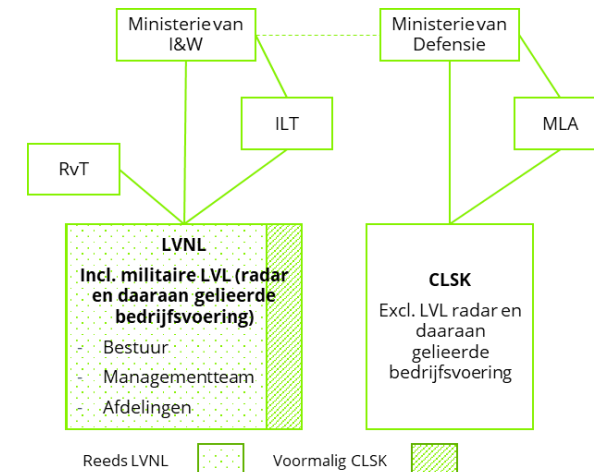 Ministerie van
I&W
Ministerie van
Defensie
ILT
MLA
RvT
LVNL
Incl. militaire LVL (radar
en daaraan gelieerde
bedrijfsvoering)
- Bestuur
- Managementteam
- Afdelingen
CLSK
Excl. LVL radar en
daaraan
gelieerde
bedrijfsvoering
Reeds LVNL
Voormalig CLSK